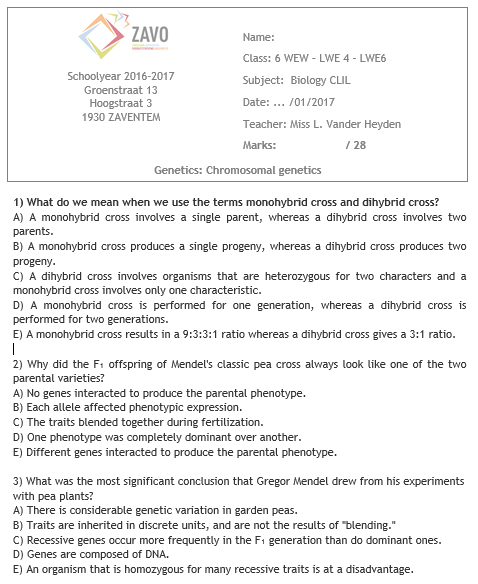 ZAVO
Schoolyear 2016-2017
Groenstraat 13
Hoogstraat 3
1930 ZAVENTEM
Name:
Class: 6 WEW - LWE 4 - LWE6
Subject: Biology CLIL
Date: ... /01/2017
Teacher: Miss L. Vander Heyden
Marks: / 28
Genetics: Chromosomal genetics
1) What do we mean when we use the terms monohybrid cross and dihybrid cross?
A) A monohybrid cross involves a single parent, whereas a dihybrid cross involves two
parents.
B) A monohybrid cross produces a single progeny, whereas a dihybrid cross produces two
progeny.
C) A dihybrid cross involves organisms that are heterozygous for two characters and a
monohybrid cross involves only one characteristic.
D) A monohybrid cross is performed for one generation, whereas a dihybrid cross is
performed for two generations.
E) A monohybrid cross results in a 9:3:3:1 ratio whereas a dihybrid cross gives a 3:1 ratio.
2) Why did the F₁ offspring of Mendel's classic pea cross always look like one of the two
parental varieties?
A) No genes interacted to produce the parental phenotype.
B) Each allele affected phenotypic expression.
C) The traits blended together during fertilization.
D) One phenotype was completely dominant over another.
E) Different genes interacted to produce the parental phenotype.
3) What was the most significant conclusion that Gregor Mendel drew from his experiments
with pea plants?
A) There is considerable genetic variation in garden peas.
B) Traits are inherited in discrete units, and are not the results of "blending."
C) Recessive genes occur more frequently in the F₁ generation than do dominant ones.
D) Genes are composed of DNA.
E) An organism that is homozygous for many recessive traits is at a disadvantage.